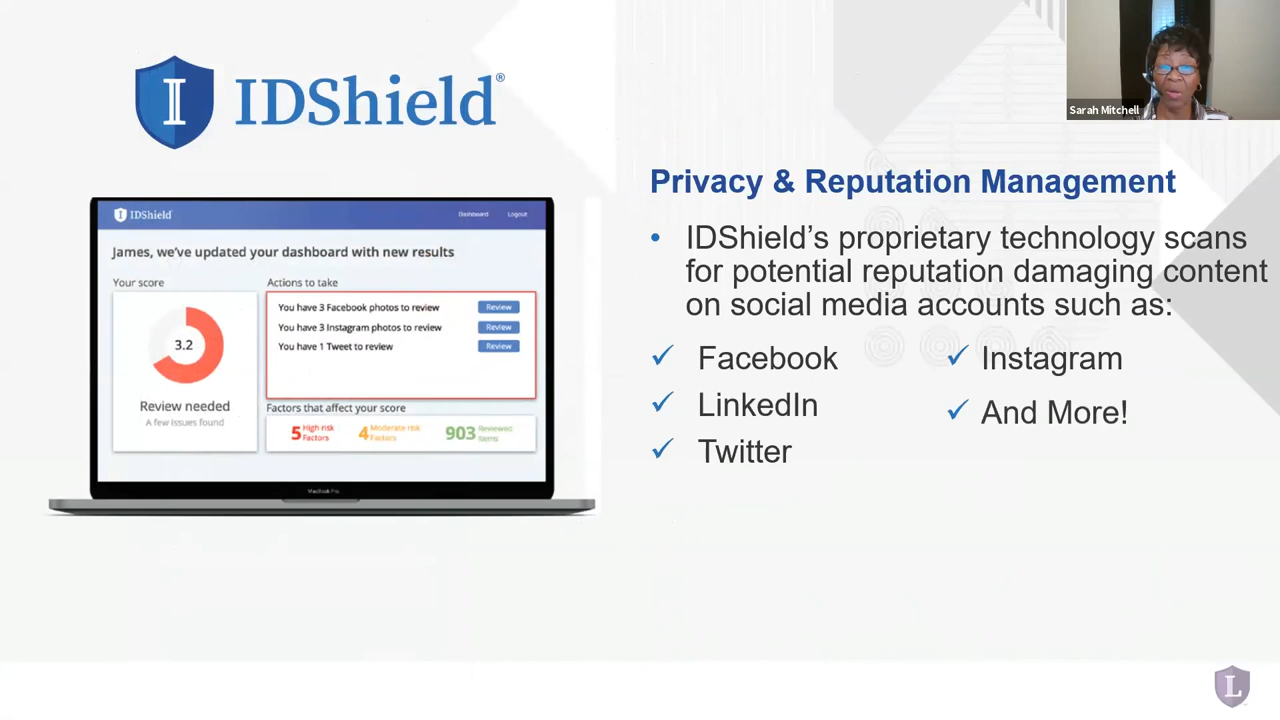 IDShield®
Sarah Mitchell
Privacy & Reputation Management
• IDShield’s proprietary technology scans
for potential reputation damaging content
on social media accounts such as:
✓ Facebook
✓ Instagram
✓ LinkedIn
✓ And More!
✓ Twitter
IDShield
Dashboard
Logout
James, we’ve updated your dashboard with new results
Your score
Actions to take
3.2
Review needed
A few issues found
You have 3 Facebook photos to review
Review
You have 3 Instagram photos to review
Review
You have 1 Tweet to review
Review
Factors that affect your score
5 High risk
Factors
4 Moderate risk
Factors
903 Reviewed
Items
MacBook Pro
L